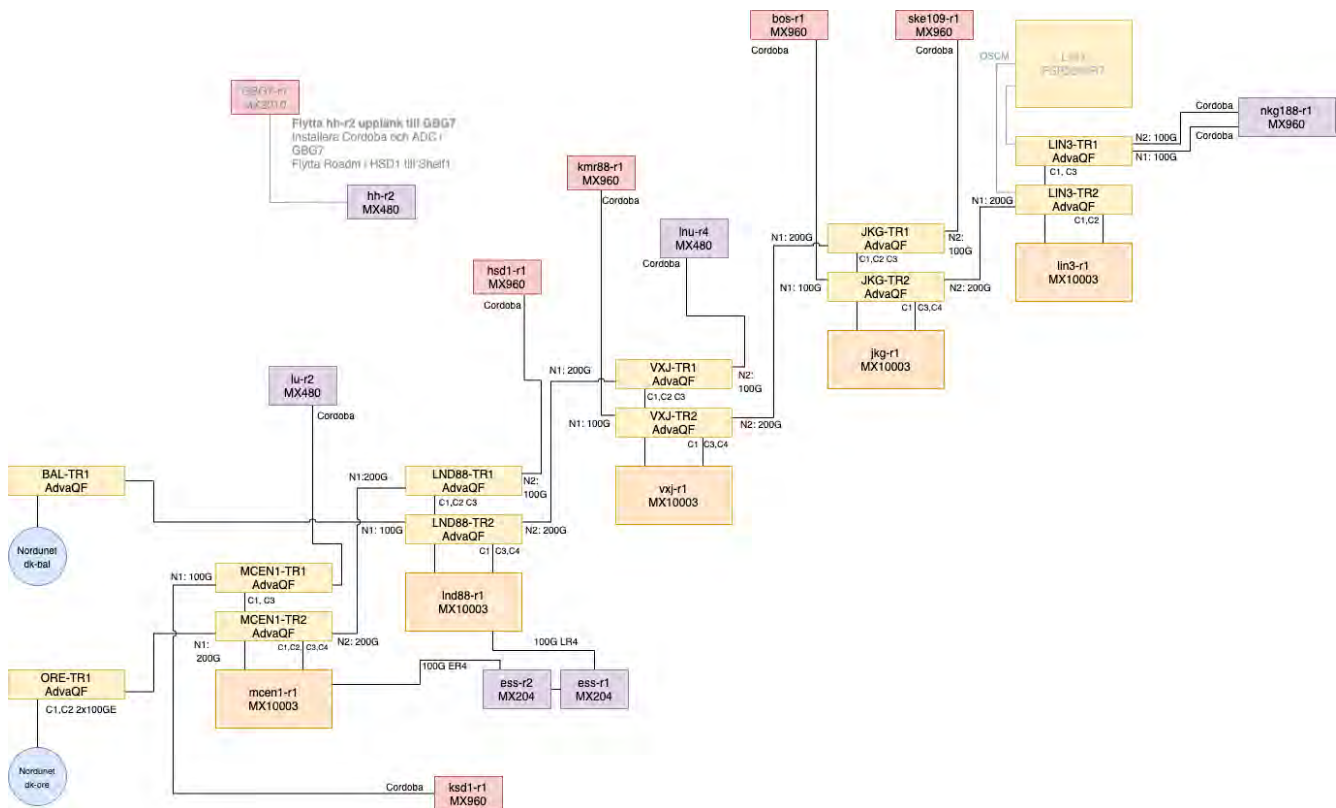 bos-r1
MX960
Cordoba
ske109-r1
MX960
Cordoba
OSCM
nkg188-r1
MX960
Cordoba
Cordoba
N2: 100G
N1: 100G
LIN3-TR1
AdvaQF
C1, C3
LIN3-TR2
AdvaQF
N1: 200G
C1,C2
lin3-r1
MX10003
Flytta hh-r2 upplänk till GBG7
Installera Cordoba och ADC i
GBG7
Flytta Roadm i HSD1 till Shelf1
hh-r2
MX480
kmr88-r1
MX960
Cordoba
lnu-r4
MX480
Cordoba
N1: 200G
JKG-TR1
AdvaQF
N2:
100G
C1,C2 C3
N1: 100G
JKG-TR2
AdvaQF
N2: 200G
C1
C3,C4
jkg-r1
MX10003
hsd1-r1
MX960
Cordoba
N1: 200G
VXJ-TR1
AdvaQF
N2:
100G
C1,C2 C3
N1: 100G
VXJ-TR2
AdvaQF
N2: 200G
C1
C3,C4
vxj-r1
MX10003
lu-r2
MX480
Cordoba
BAL-TR1
AdvaQF
Nordunet
dk-bal
N1:200G
LND88-TR1
AdvaQF
N2:
100G
C1,C2 C3
N1: 100G
LND88-TR2
AdvaQF
N2: 200G
C1
C3,C4
lnd88-r1
MX10003
N1: 100G
MCEN1-TR1
AdvaQF
C1, C3
MCEN1-TR2
AdvaQF
N1:
200G
C1,C2,
C3,C4
N2: 200G
mcen1-r1
MX10003
100G LR4
100G ER4
ess-r2
MX204
ess-r1
MX204
ORE-TR1
AdvaQF
C1,C2 2x100GE
Nordunet
dk-ore
Cordoba
ksd1-r1
MX960